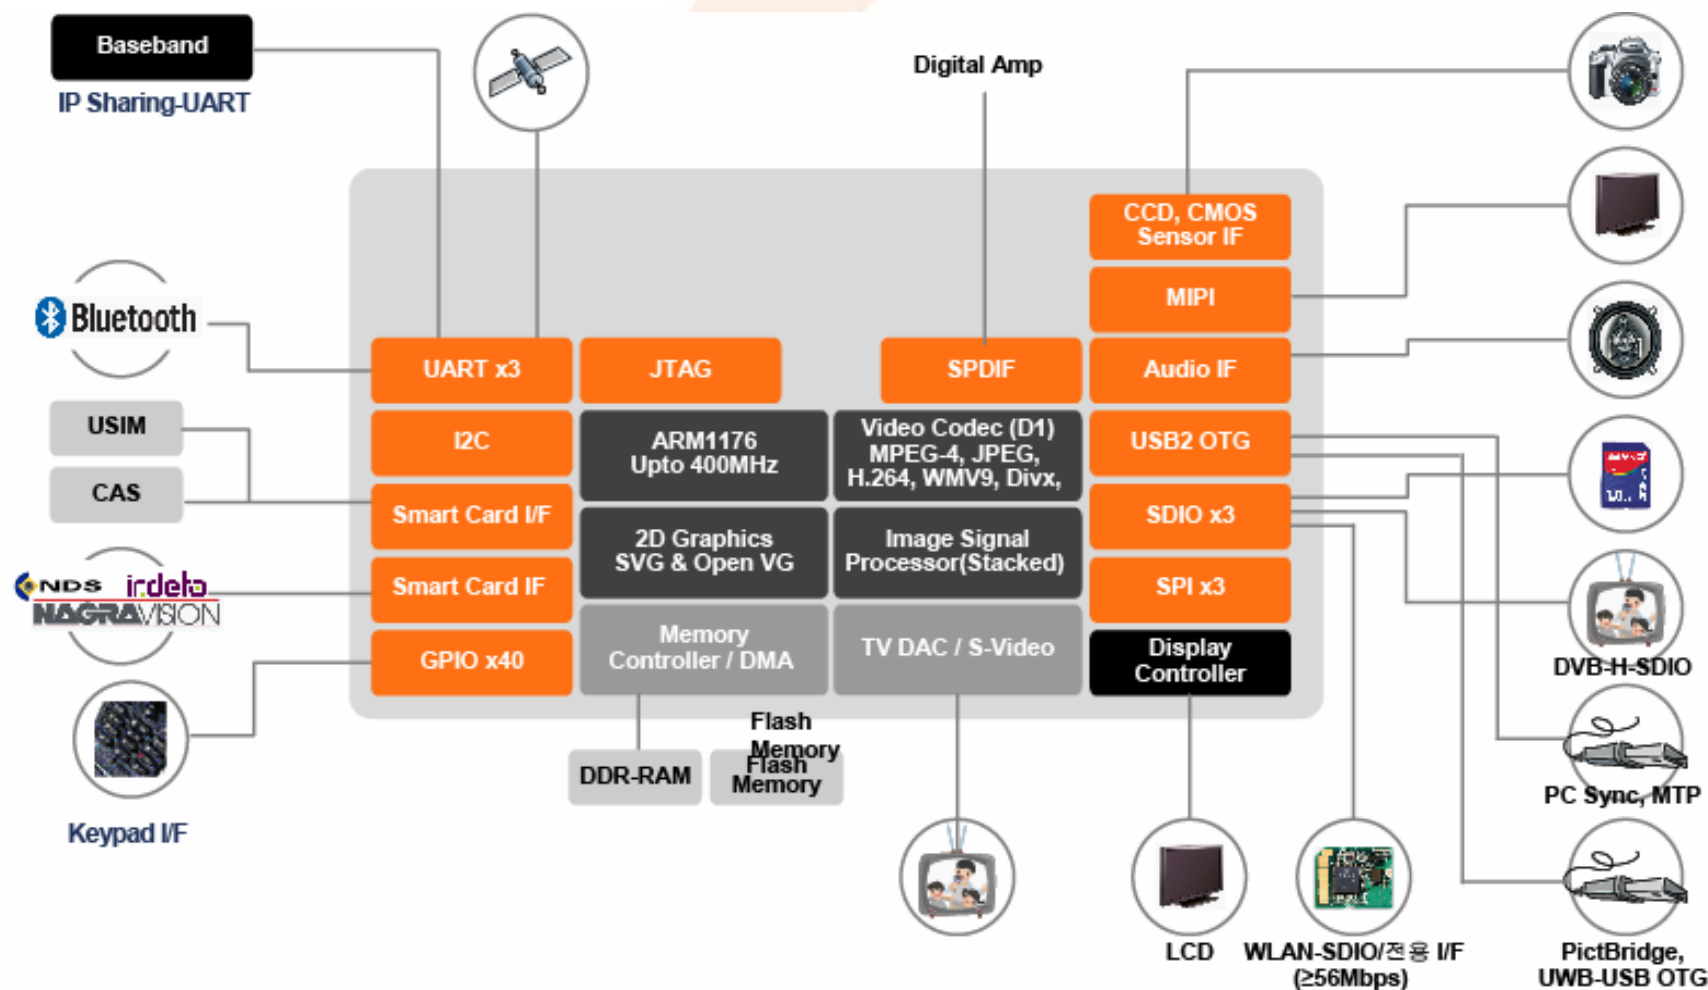 Baseband
IP Sharing-UART
Digital Amp
CCD, CMOS
Sensor IF
MIPI
Bluetooth
UART x3
JTAG
SPDIF
Audio IF
USIM
I2C
ARM1176
Upto 400MHz
Video Codec (D1)
MPEG-4, JPEG,
H.264, WMV9, Divx,
USB2 OTG
CAS
Smart Card I/F
2D Graphics
SVG & Open VG
Image Signal
Processor(Stacked)
SDIO x3
NDS irdeto
NAGRAVISION
Smart Card IF
SPI x3
GPIO x40
Memory
Controller / DMA
TV DAC / S-Video
Display
Controller
DVB-H-SDIO
Flash
Memory
DDR-RAM
Flash
Memory
PC Sync, MTP
Keypad I/F
LCD
WLAN-SDIO/전용 I/F
(≥56Mbps)
PictBridge,
UWB-USB OTG